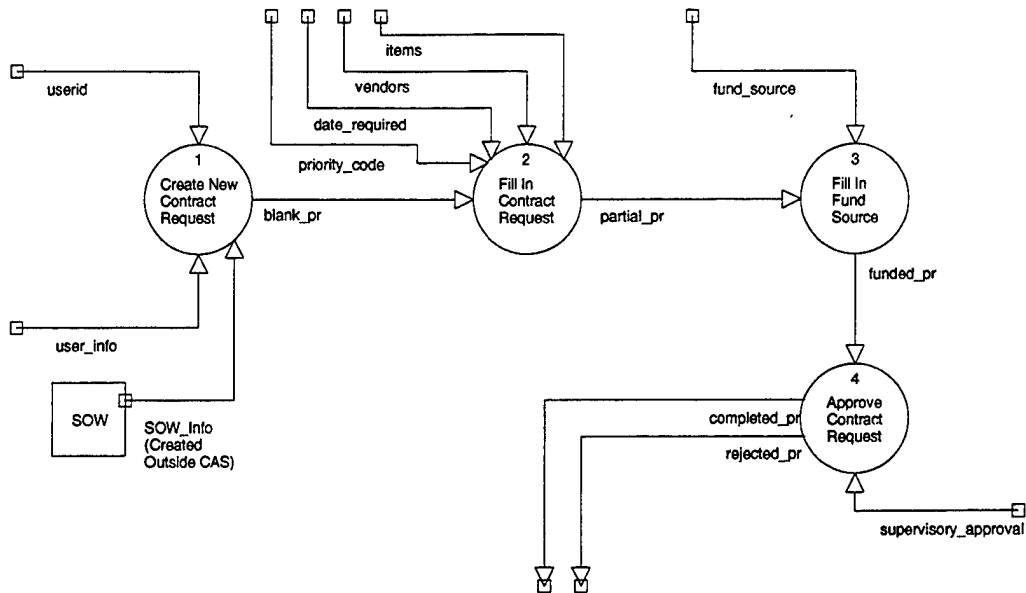 items
userid
vendors
fund_source
date_required
priority_code
1
Create New
Contract
Request
2
Fill In
Contract
Request
3
Fill In
Fund
Source
blank_pr
partial_pr
funded_pr
user_info
SOW
SOW_Info
(Created
Outside CAS)
4
Approve
Contract
Request
completed_pr
rejected_pr
supervisory_approval